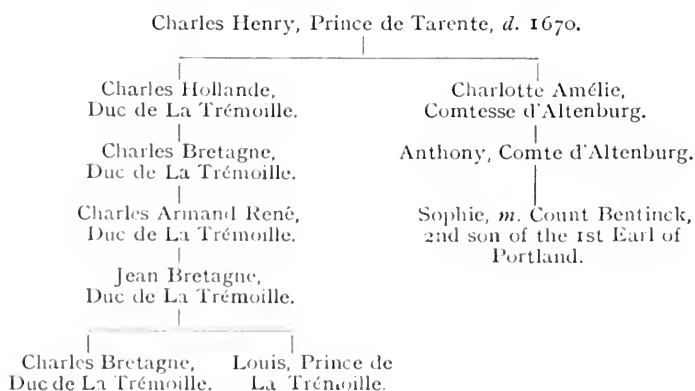 Charles Henry, Prince de Tarente, d. 1670.
Charles Hollande,
Duc de La Trémoille.
Charlotte Amélie,
Comtesse d'Altenburg.
Charles Bretagne,
Duc de La Trémoille.
Anthony, Comte d'Altenburg.
Charles Armand René,
Duc de La Trémoille.
Sophie, m. Count Bentinck,
2nd son of the 1st Earl of
Portland.
Jean Bretagne,
Duc de La Trémoille.
Charles Bretagne,
Duc de La Trémoille.
Louis, Prince de
La Trémoille.